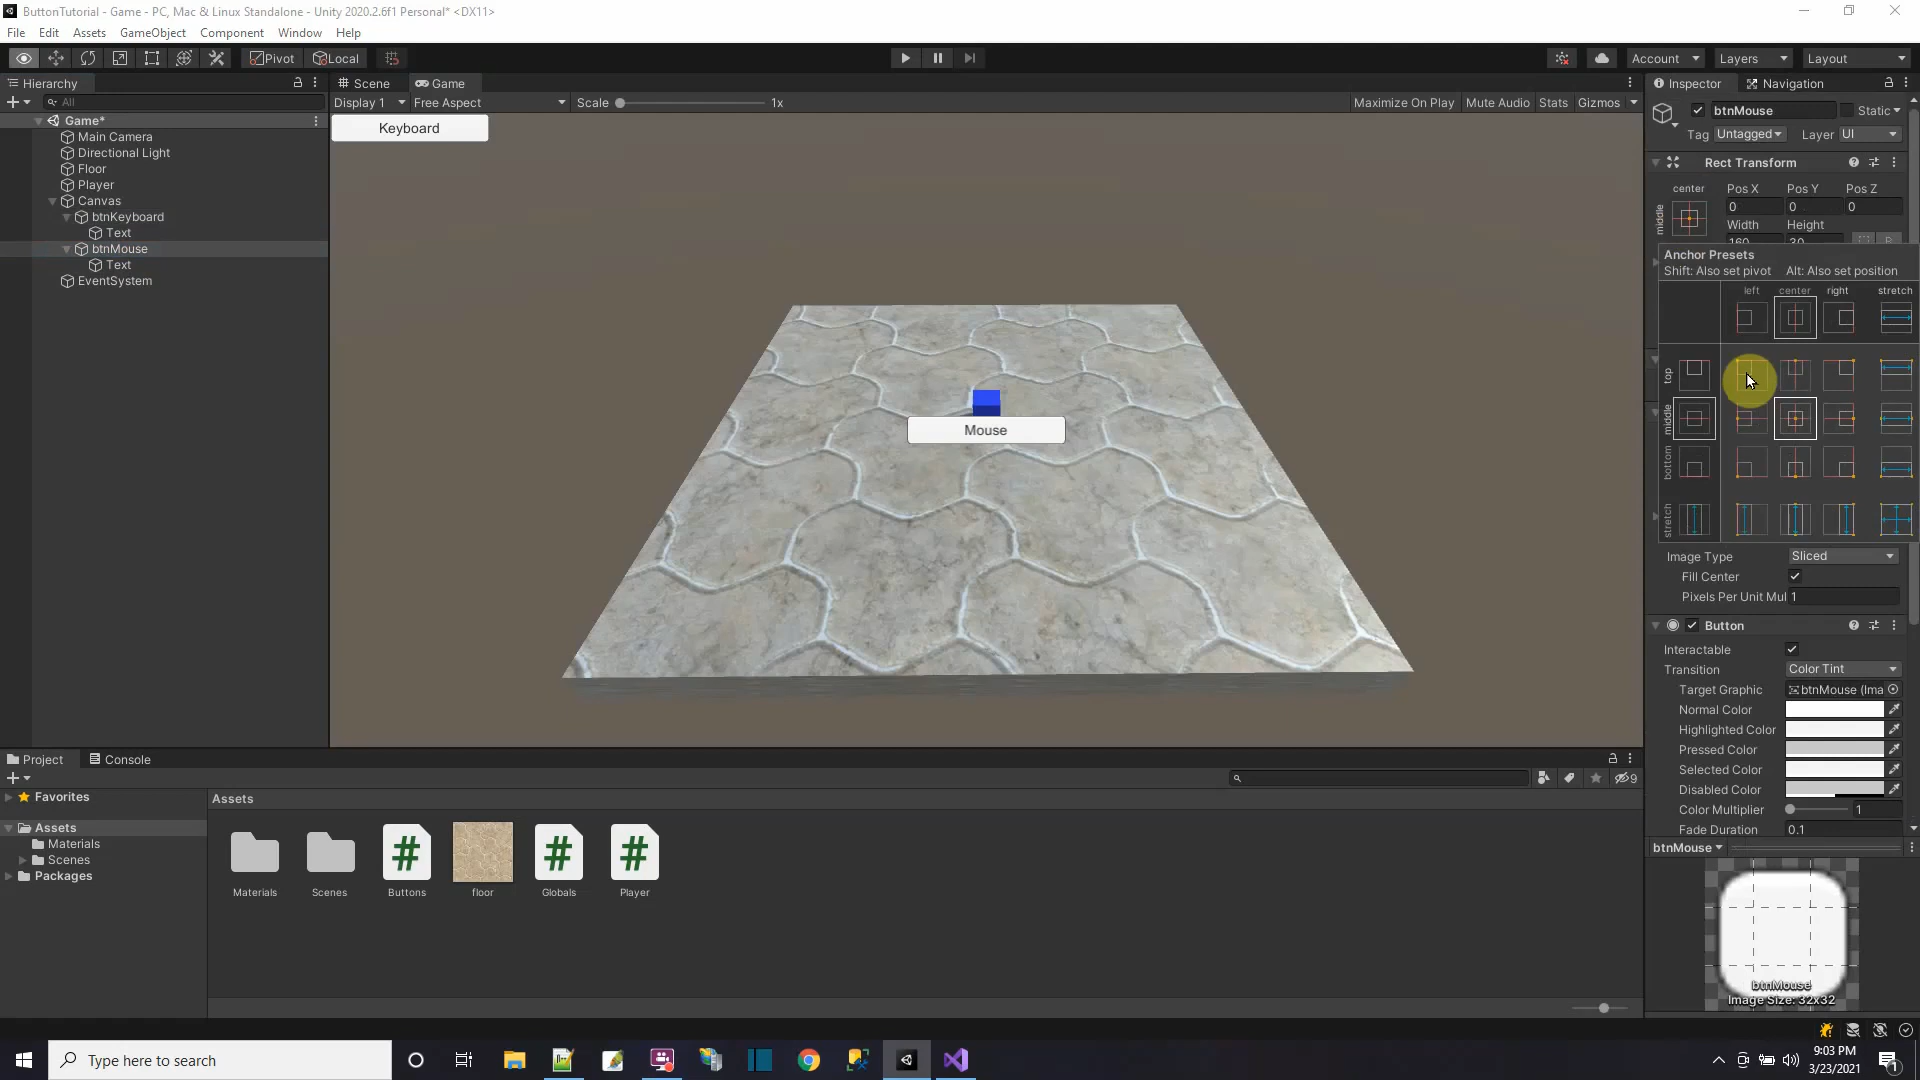 ButtonTutorial - Game - PC, Mac & Linux Standalone - Unity 2020.2.6f1 Personal* <DX11>
File Edit Assets GameObject Component Window Help
Pivot Local Account Layers Layout
Hierarchy
All
Game*
Main Camera
Directional Light
Floor
Player
Canvas
btnKeyboard
Text
btnMouse
Text
EventSystem
Scene Game
Display 1 Free Aspect Scale 1x Maximize On Play Mute Audio Stats Gizmos
Keyboard
Mouse
Inspector Navigation
btnMouse Static
Tag Untagged Layer UI
Rect Transform
center Pos X Pos Y Pos Z
middle 0 0 0
Width Height
160 30
Anchor Presets
Shift: Also set pivot Alt: Also set position
left center right stretch
top
middle
bottom
stretch
Image Type Sliced
Fill Center
Pixels Per Unit Mul 1
Button
Interactable
Transition Color Tint
Target Graphic btnMouse (Ima
Normal Color
Highlighted Color
Pressed Color
Selected Color
Disabled Color
Color Multiplier 1
Fade Duration 0.1
btnMouse
btnMouse
Image Size: 32x32
Project Console
9
Favorites
Assets
Materials
Scenes
Packages
Assets
Materials Scenes Buttons floor Globals Player
Type here to search
9:03 PM
3/23/2021
1